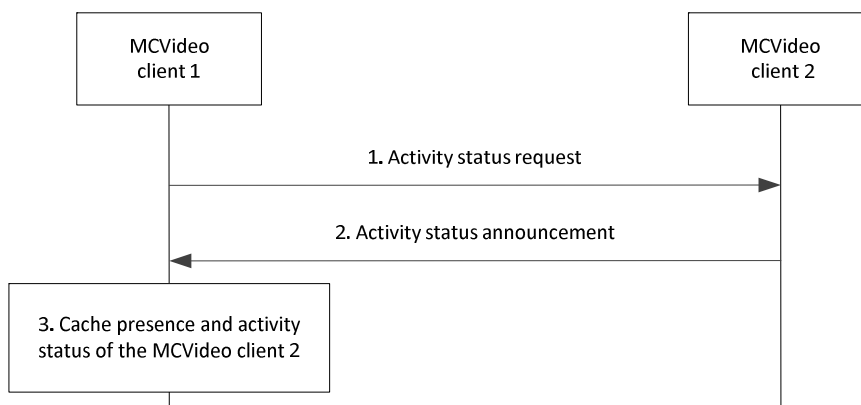 MCVideo
client 1
MCVideo
client 2
1. Activity status request
2. Activity status announcement
3. Cache presence and activity
status of the MCVideo client 2